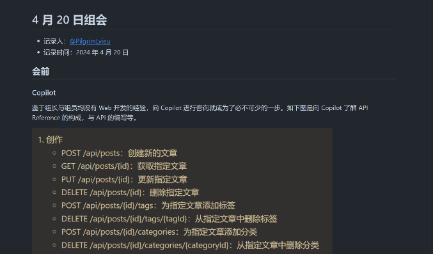 4 月 20 日组会
记录人：@PilgrimLyieu
记录时间：2024 年 4 月 20 日
会前
Copilot
鉴于组长与组员均没有 Web 开发的经验，向 Copilot 进行咨询就成为了必不可少的一步。如下是向 Copilot 了解 API
Reference 的构成，与 API 的编写等。
1. 创作
POST /api/posts：创建新的文章
GET /api/posts/{id}：获取指定文章
PUT /api/posts/{id}：更新指定文章
DELETE /api/posts/{id}：删除指定文章
POST /api/posts/{id}/tags：为指定文章添加标签
DELETE /api/posts/{id}/tags/{tagId}：从指定文章中删除标签
POST /api/posts/{id}/categories：为指定文章添加分类
DELETE /api/posts/{id}/categories/{categoryId}：从指定文章中删除分类